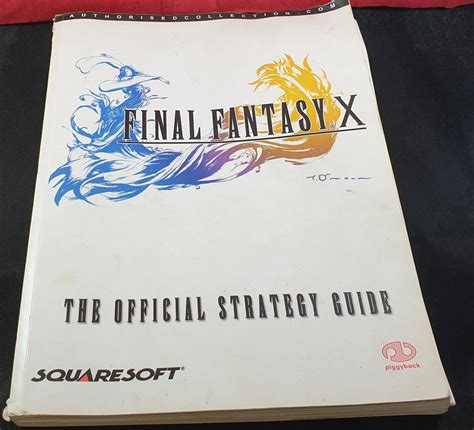 AUTHORISEDCOLLECTION.COM
FINAL FANTASY X
THE OFFICIAL STRATEGY GUIDE
SQUARESOFT®
piggyback